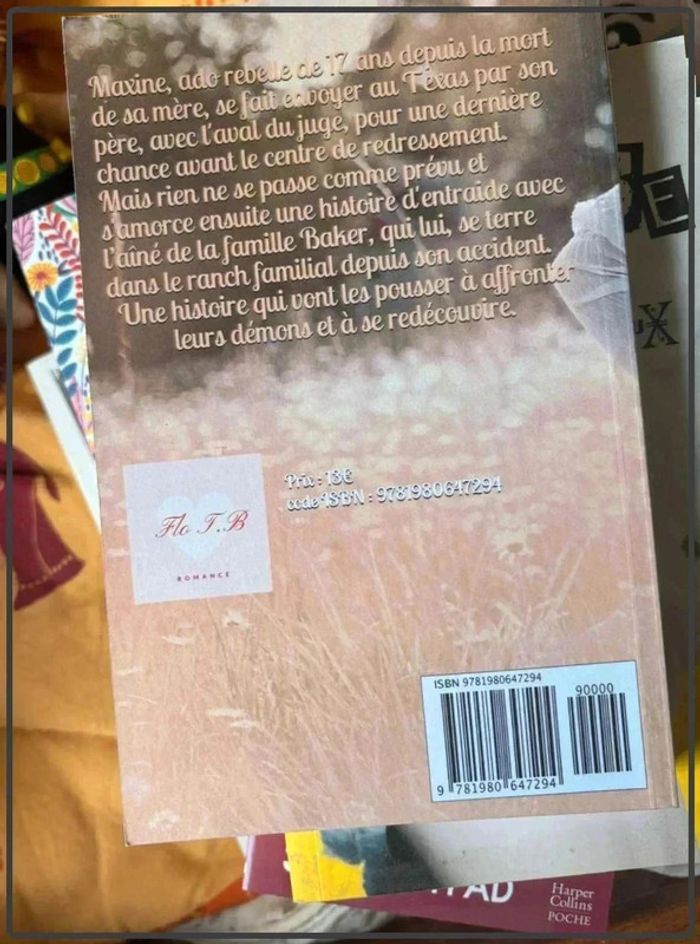 Maxine, ado rebelle de 17 ans depuis la mort
de sa mère, se fait envoyer au Texas par son
père, avec l'aval du juge, pour une dernière
chance avant le centre de redressement.
Mais rien ne se passe comme prévu et
s'amorce ensuite une histoire d'entraide avec
l'aîné de la famille Baker, qui lui, se terre
dans le ranch familial depuis son accident.
Une histoire qui vont les pousser à affronter
leurs démons et à se redécouvire.
Prix : 13€
code ISBN : 9781980647294
Flo T.B
ROMANCE
ISBN 9781980647294
90000
9 781980 647294
Harper
Collins
POCHE